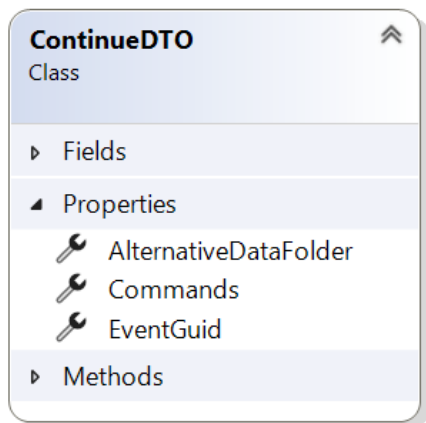 ContinueDTO
Class
Fields
Properties
AlternativeDataFolder
Commands
EventGuid
Methods